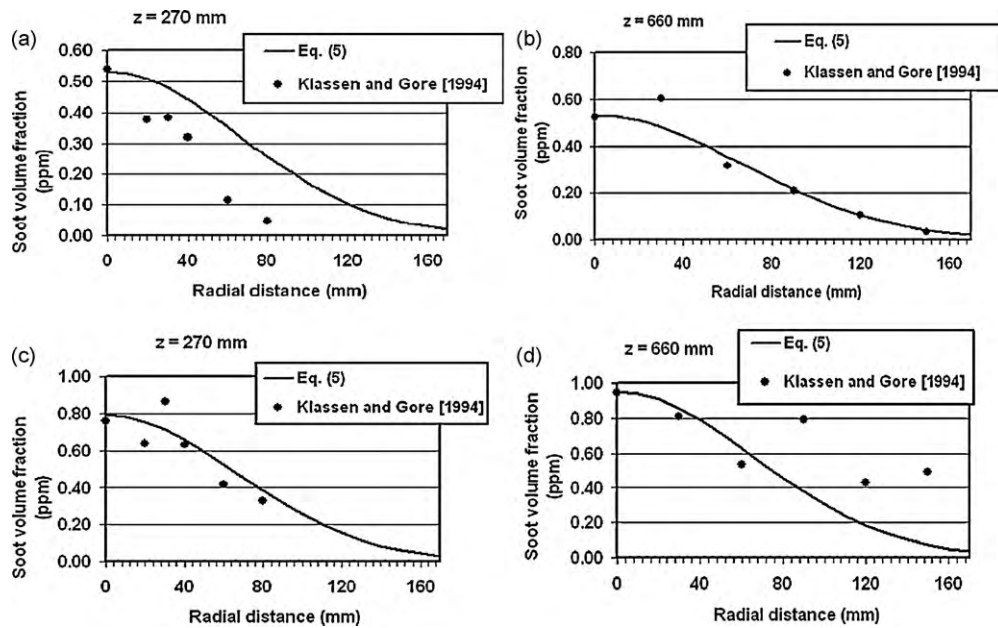 (a)
z = 270 mm
Eq. (5)
Klassen and Gore [1994]
Soot volume fraction
(ppm)
0.60
0.50
0.40
0.30
0.20
0.10
0.00
0
40
80
120
160
Radial distance (mm)
(b)
z = 660 mm
Eq. (5)
Klassen and Gore [1994]
Soot volume fraction
(ppm)
0.80
0.60
0.40
0.20
0.00
0
40
80
120
160
Radial distance (mm)
(c)
z = 270 mm
Eq. (5)
Klassen and Gore [1994]
Soot volume fraction
(ppm)
1.00
0.80
0.60
0.40
0.20
0.00
0
40
80
120
160
Radial distance (mm)
(d)
z = 660 mm
Eq. (5)
Klassen and Gore [1994]
Soot volume fraction
(ppm)
1.00
0.80
0.60
0.40
0.20
0.00
0
40
80
120
160
Radial distance (mm)